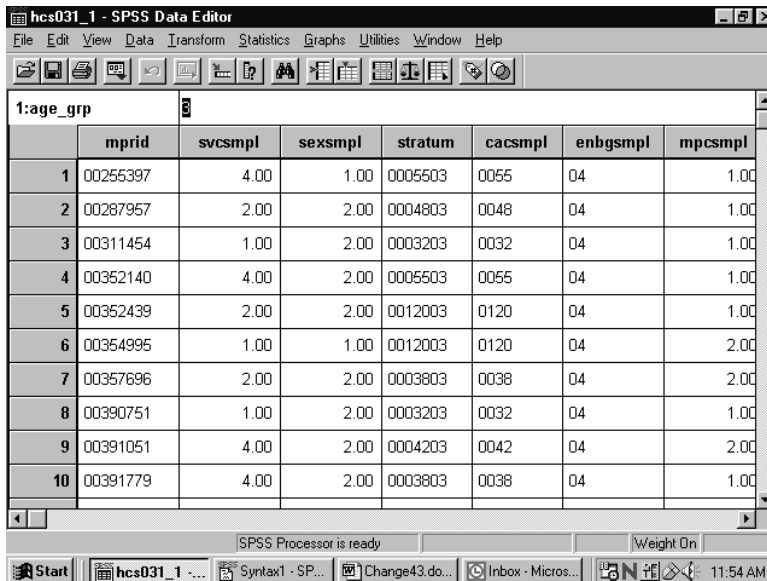 hcs031_1 - SPSS Data Editor
File Edit View Data Transform Statistics Graphs Utilities Window Help
1:age_grp 3
mprid svcsmpl sexsmpl stratum cacsmpl enbgsmpl mpcsmpl
1 00255397 4.00 1.00 0005503 0055 04 1.00
2 00287957 2.00 2.00 0004803 0048 04 1.00
3 00311454 1.00 2.00 0003203 0032 04 1.00
4 00352140 4.00 2.00 0005503 0055 04 1.00
5 00352439 2.00 2.00 0012003 0120 04 1.00
6 00354995 1.00 1.00 0012003 0120 04 2.00
7 00357696 2.00 2.00 0003803 0038 04 2.00
8 00390751 1.00 2.00 0003203 0032 04 1.00
9 00391051 4.00 2.00 0004203 0042 04 2.00
10 00391779 4.00 2.00 0003803 0038 04 1.00
SPSS Processor is ready Weight On
Start hcs031_1 -... Syntax1 - SP... Change43.do... Inbox - Micros... 11:54 AM